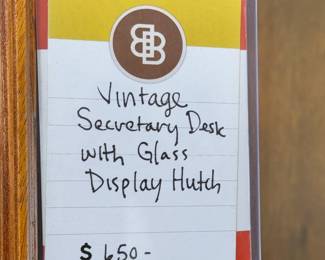 Vintage
Secretary Desk
with Glass
Display Hutch
$ 650-